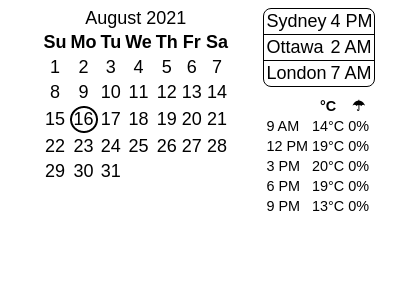 August 2021
Su Mo Tu We Th Fr Sa
1 2 3 4 5 6 7
8 9 10 11 12 13 14
15 16 17 18 19 20 21
22 23 24 25 26 27 28
29 30 31
Sydney 4 PM
Ottawa 2 AM
London 7 AM
°C ☂
9 AM 14°C 0%
12 PM 19°C 0%
3 PM 20°C 0%
6 PM 19°C 0%
9 PM 13°C 0%